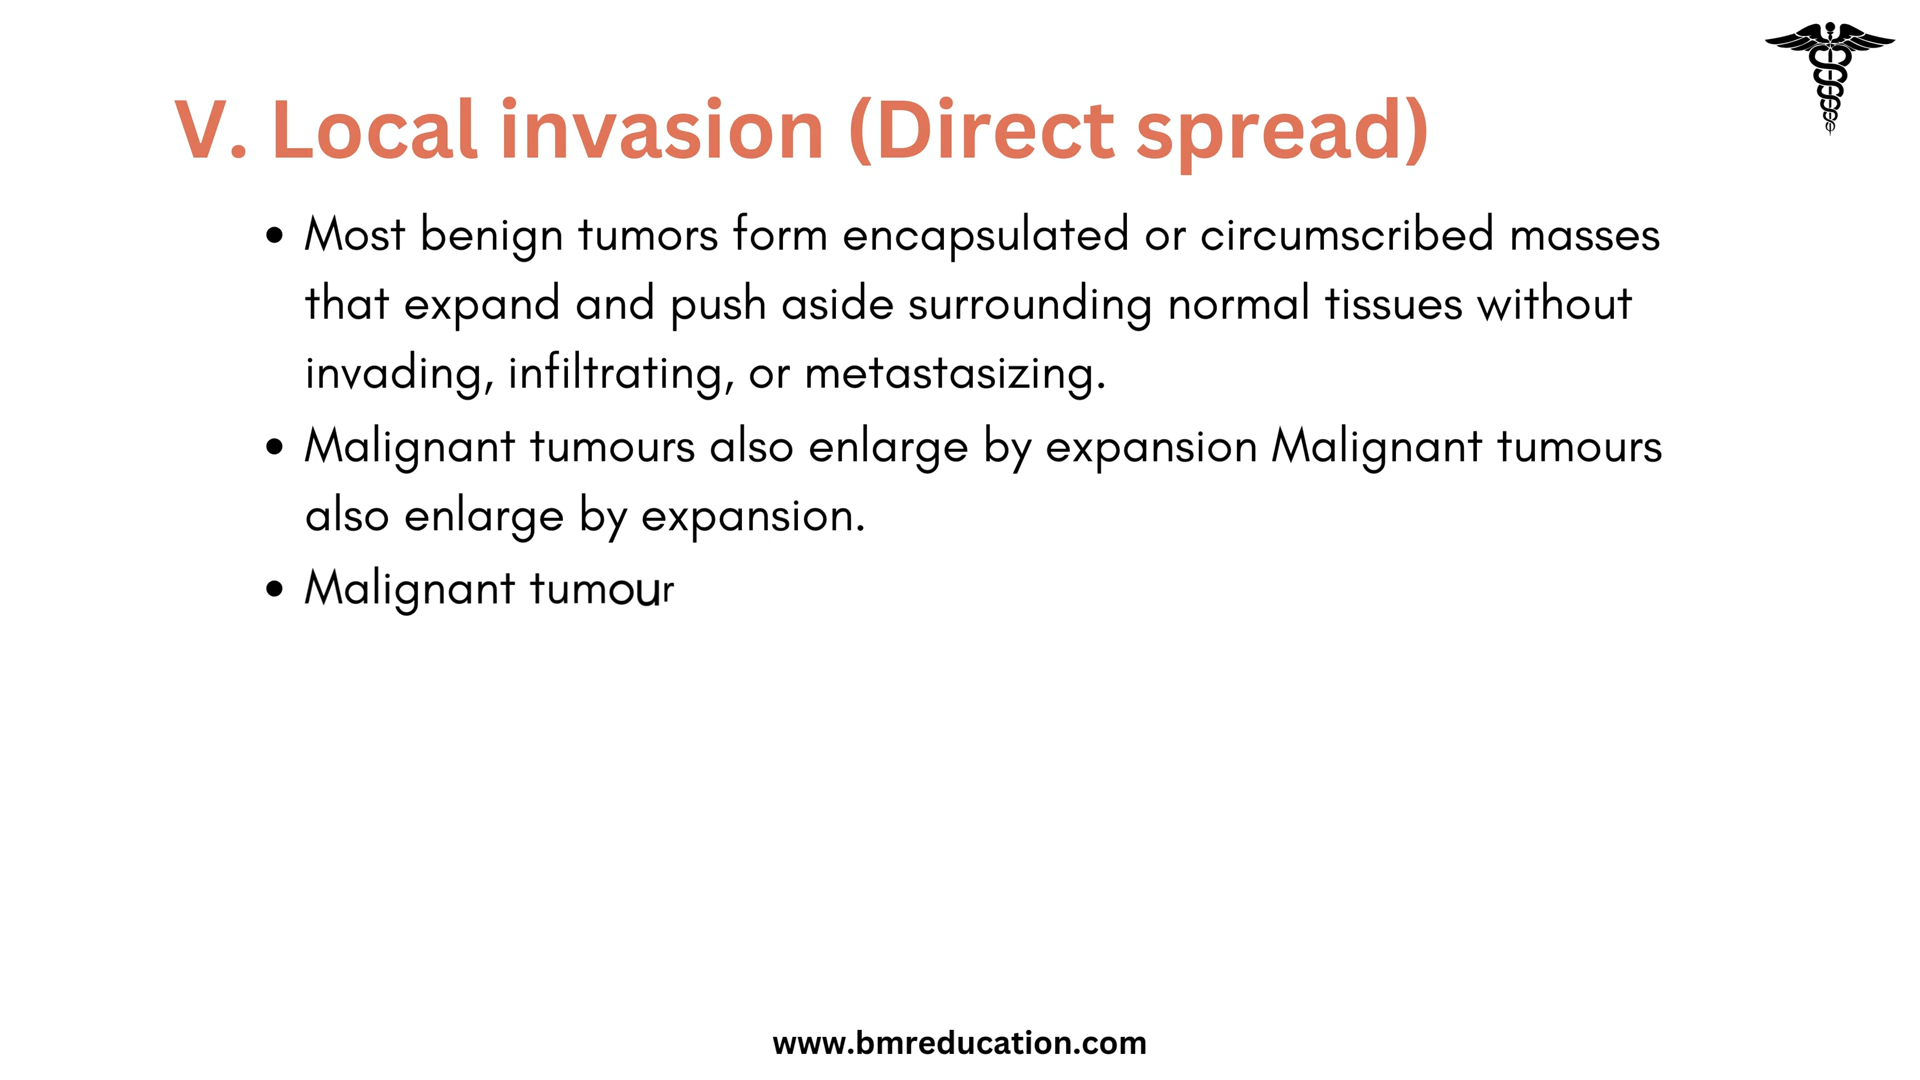 V. Local invasion (Direct spread)
• Most benign tumors form encapsulated or circumscribed masses
that expand and push aside surrounding normal tissues without
invading, infiltrating, or metastasizing.
• Malignant tumours also enlarge by expansion Malignant tumours
also enlarge by expansion.
• Malignant tumour
www.bmreducation.com